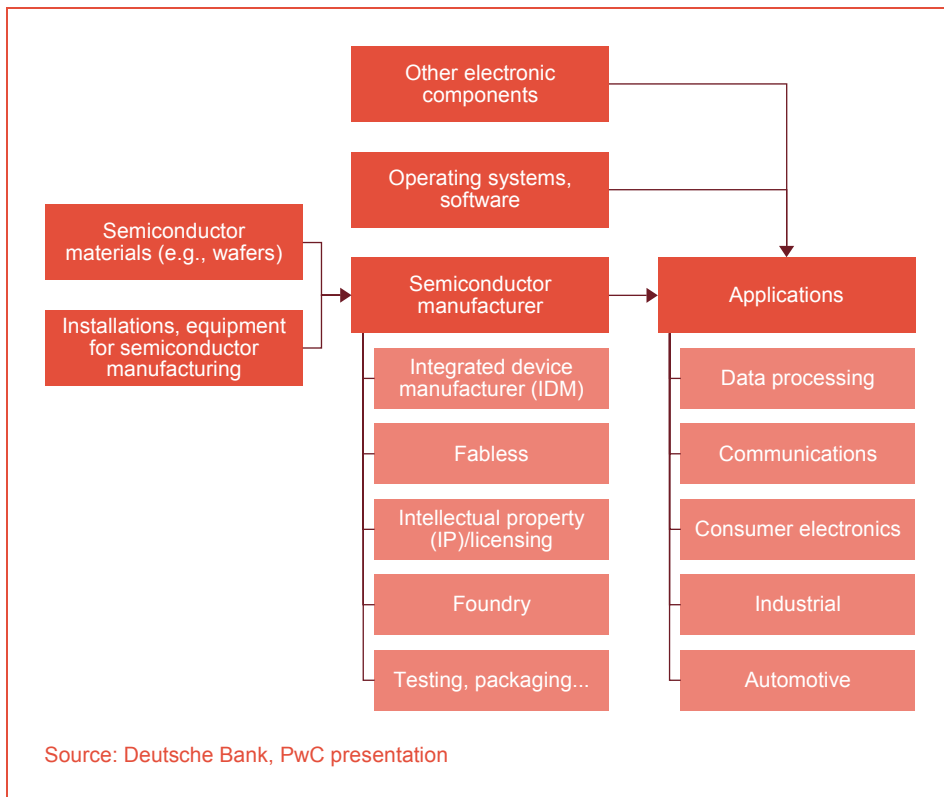 Other electronic
components
Operating systems,
software
Semiconductor
materials (e.g., wafers)
Installations, equipment
for semiconductor
manufacturing
Semiconductor
manufacturer
Integrated device
manufacturer (IDM)
Fabless
Intellectual property
(IP)/licensing
Foundry
Testing, packaging...
Applications
Data processing
Communications
Consumer electronics
Industrial
Automotive
Source: Deutsche Bank, PwC presentation